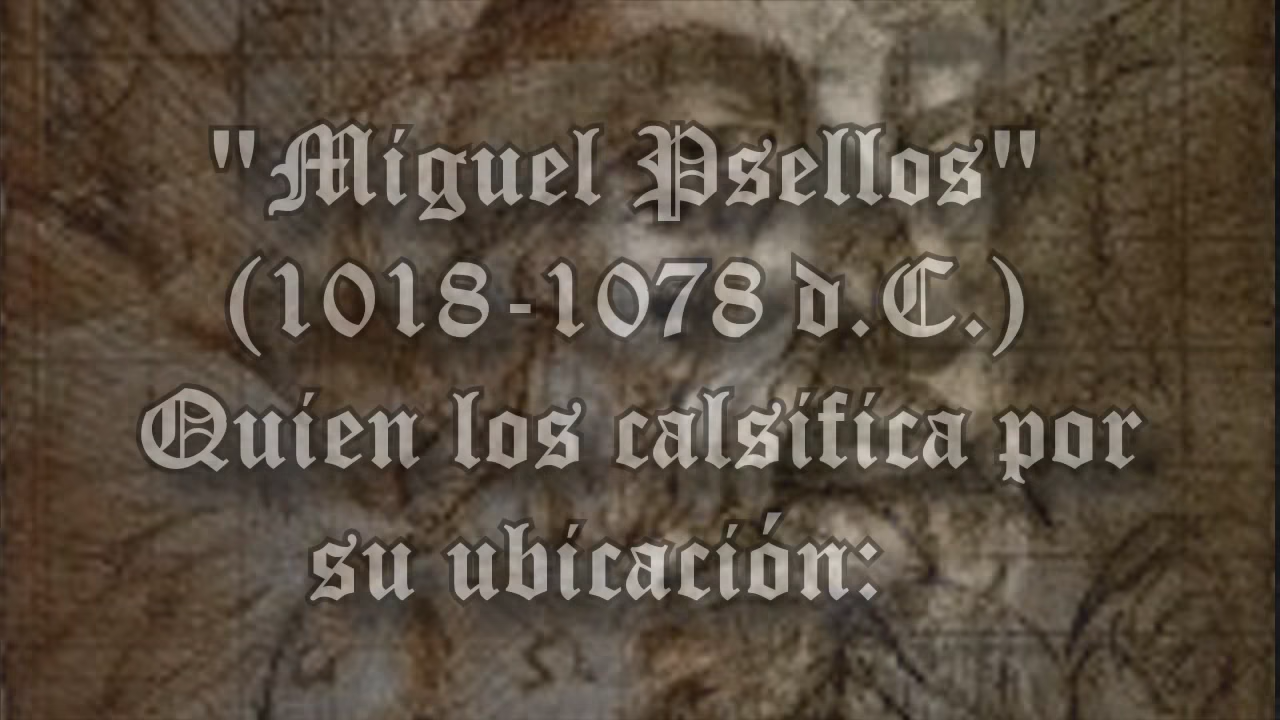 "Miguel Psellos"
(1018-1078 d.C.)
Quien los calsifica por
su ubicación: